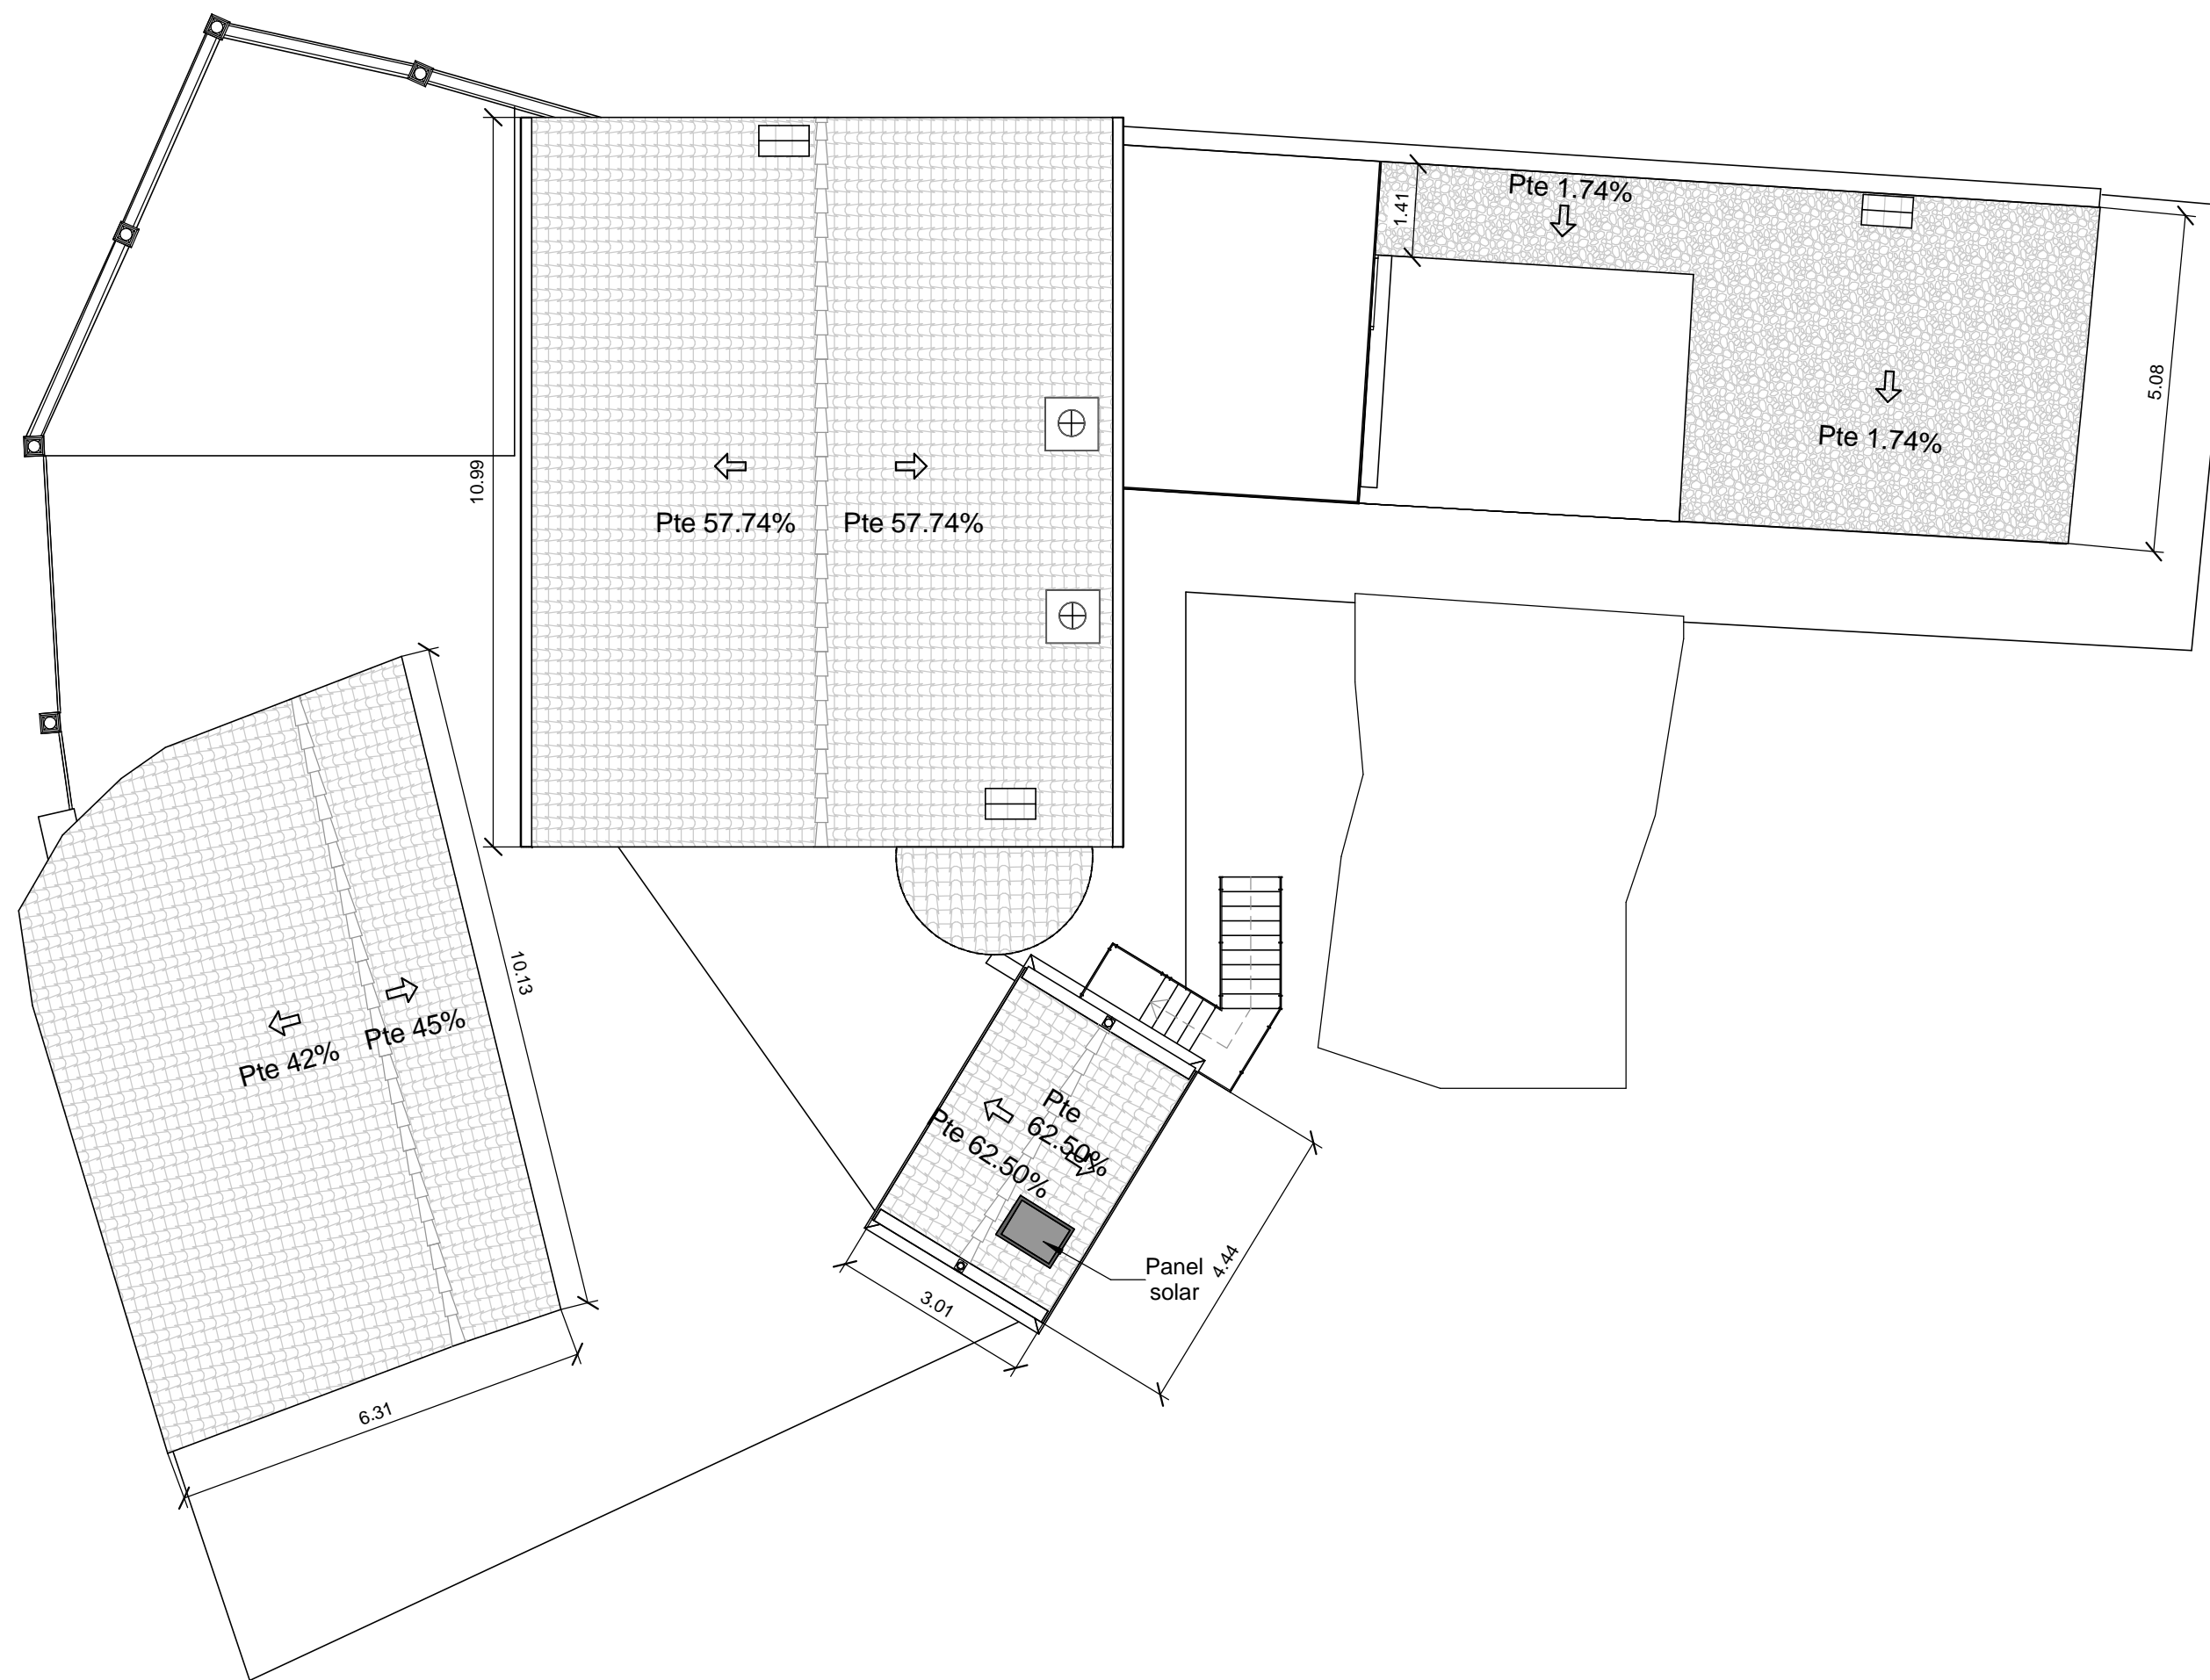 Pte 1.74%
1.41
5.08
Pte 1.74%
10.99
Pte 57.74%
Pte 57.74%
10.13
Pte 45%
Pte 42%
Pte
62.50%
Pte 62.50%
Panel
solar
4.44
3.01
6.31